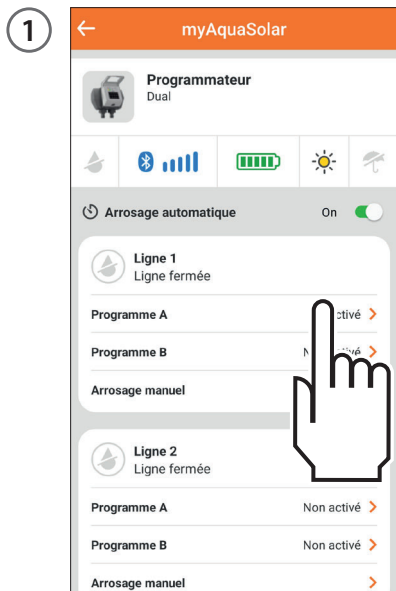 1
myAquaSolar
Programmateur
Dual
Arrosage automatique On
Ligne 1
Ligne fermée
Programme A
Programme B
Arrosage manuel
Ligne 2
Ligne fermée
Programme A Non activé
Programme B Non activé
Arrosage manuel